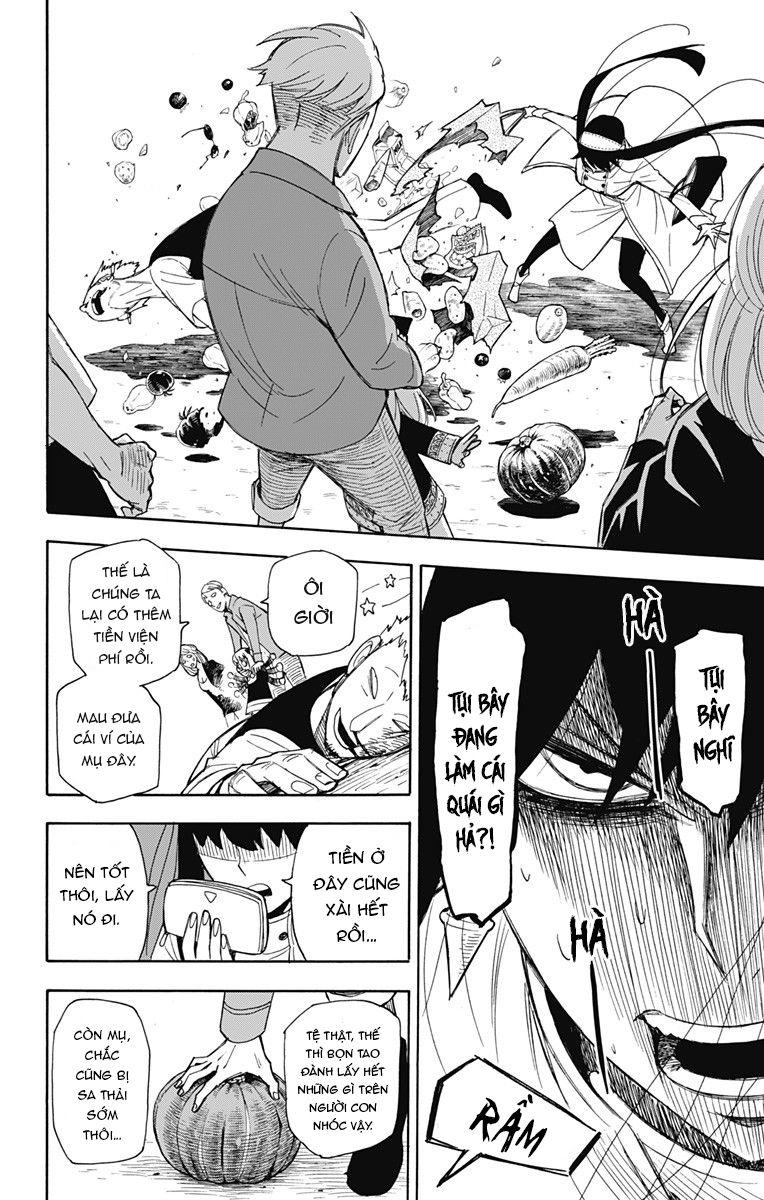 HÀ
TỤI
BÂY
NGHĨ
TỤI BÂY
ĐANG
LÀM CÁI
QUÁI GÌ
HẢ?!
HÀ
RẦM
ÔI
GIỜI
THẾ LÀ
CHÚNG TA
LẠI CÓ THÊM
TIỀN VIỆN
PHÍ RỒI.
MAU ĐƯA
CÁI VÍ CỦA
MỤ ĐÂY.
TIỀN Ở
ĐÂY CŨNG
XÀI HẾT
RỒI...
NÊN TỐT
THÔI, LẤY
NÓ ĐI.
TỆ THẬT, THẾ
THÌ BỌN TAO
ĐÀNH LẤY HẾT
NHỮNG GÌ TRÊN
NGƯỜI CON
NHÓC VẬY.
CÒN MỤ,
CHẮC
CŨNG BỊ
SA THẢI
SỚM
THÔI...